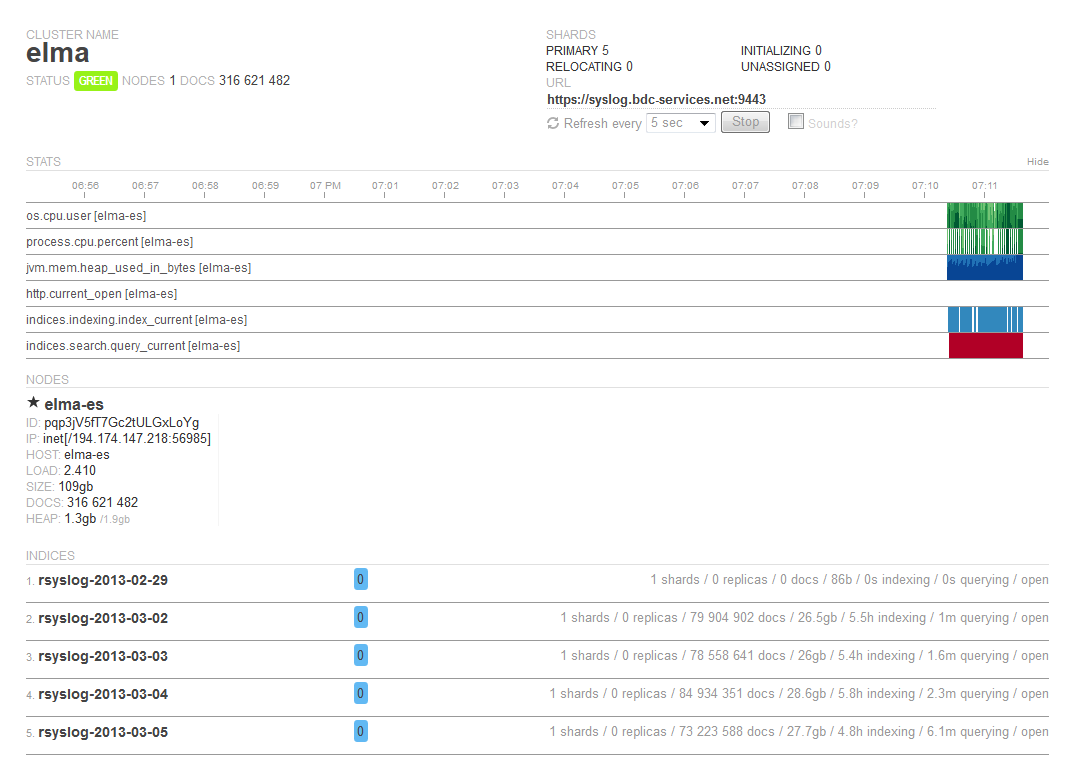 CLUSTER NAME
elma
STATUS GREEN NODES 1 DOCS 316 621 482
SHARDS
PRIMARY 5 INITIALIZING 0
RELOCATING 0 UNASSIGNED 0
URL
https://syslog.bdc-services.net:9443
Refresh every 5 sec Stop Sounds?
STATS Hide
06:56 06:57 06:58 06:59 07 PM 07:01 07:02 07:03 07:04 07:05 07:06 07:07 07:08 07:09 07:10 07:11
os.cpu.user [elma-es]
process.cpu.percent [elma-es]
jvm.mem.heap_used_in_bytes [elma-es]
http.current_open [elma-es]
indices.indexing.index_current [elma-es]
indices.search.query_current [elma-es]
NODES
★ elma-es
ID: pqp3jV5fT7Gc2tULGxLoYg
IP: inet[/194.174.147.218:56985]
HOST: elma-es
LOAD: 2.410
SIZE: 109gb
DOCS: 316 621 482
HEAP: 1.3gb /1.9gb
INDICES
1. rsyslog-2013-02-29 0 1 shards / 0 replicas / 0 docs / 86b / 0s indexing / 0s querying / open
2. rsyslog-2013-03-02 0 1 shards / 0 replicas / 79 904 902 docs / 26.5gb / 5.5h indexing / 1m querying / open
3. rsyslog-2013-03-03 0 1 shards / 0 replicas / 78 558 641 docs / 26gb / 5.4h indexing / 1.6m querying / open
4. rsyslog-2013-03-04 0 1 shards / 0 replicas / 84 934 351 docs / 28.6gb / 5.8h indexing / 2.3m querying / open
5. rsyslog-2013-03-05 0 1 shards / 0 replicas / 73 223 588 docs / 27.7gb / 4.8h indexing / 6.1m querying / open